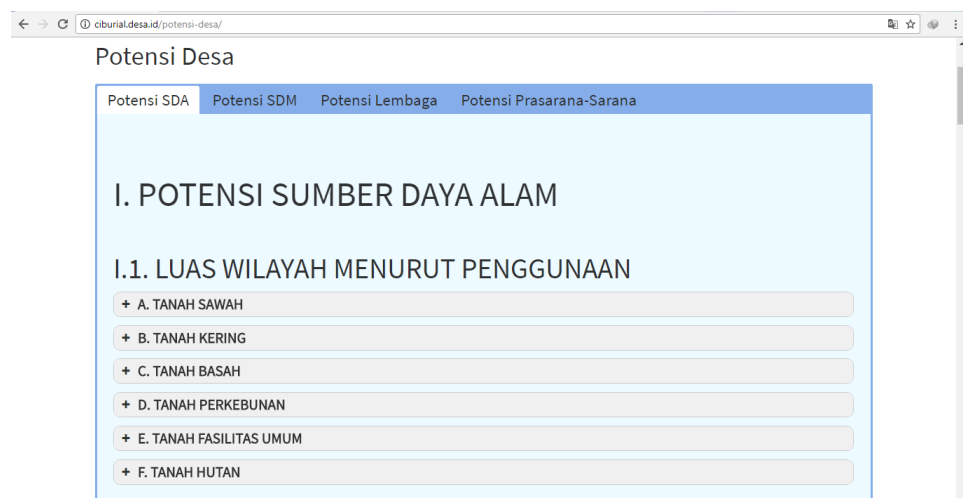 ciburial.desa.id/potensi-desa/
Potensi Desa
Potensi SDA Potensi SDM Potensi Lembaga Potensi Prasarana-Sarana
I. POTENSI SUMBER DAYA ALAM
I.1. LUAS WILAYAH MENURUT PENGGUNAAN
+ A. TANAH SAWAH
+ B. TANAH KERING
+ C. TANAH BASAH
+ D. TANAH PERKEBUNAN
+ E. TANAH FASILITAS UMUM
+ F. TANAH HUTAN